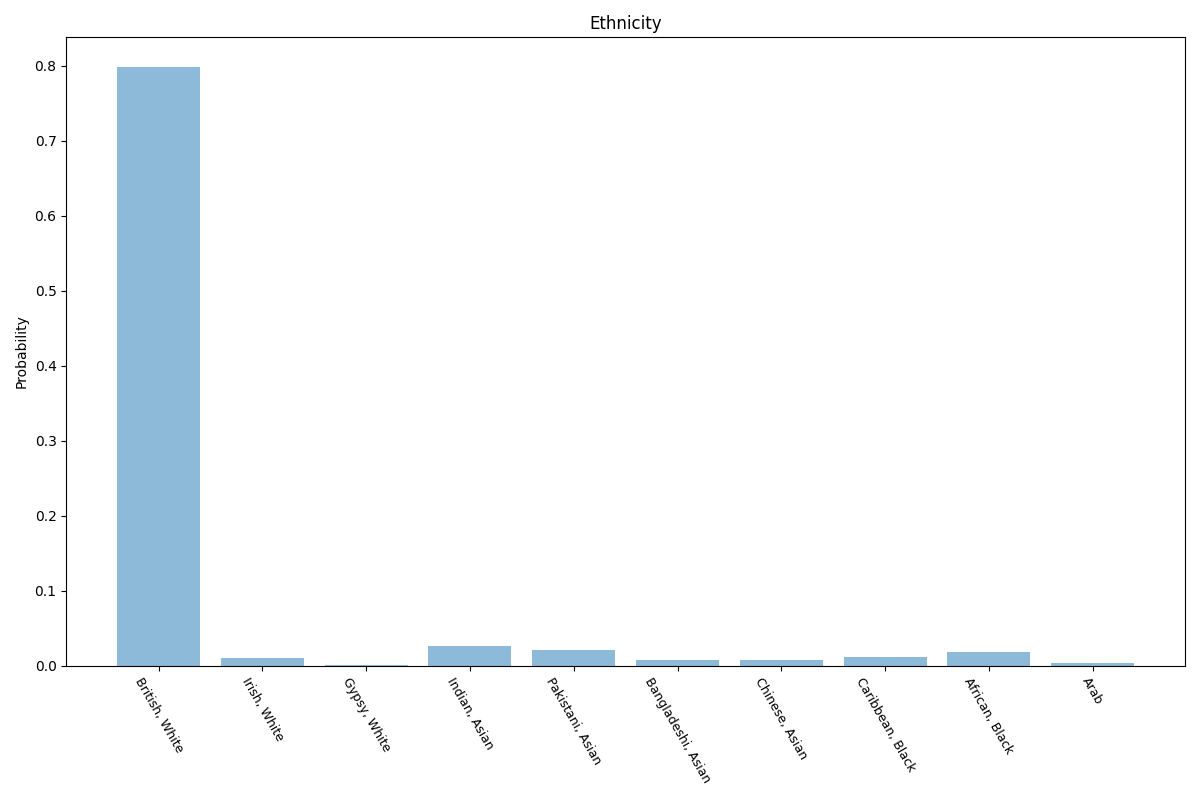 Ethnicity
Probability
0.8
0.7
0.6
0.5
0.4
0.3
0.2
0.1
0.0
British, White
Irish, White
Gypsy, White
Indian, Asian
Pakistani, Asian
Bangladeshi, Asian
Chinese, Asian
Caribbean, Black
African, Black
Arab